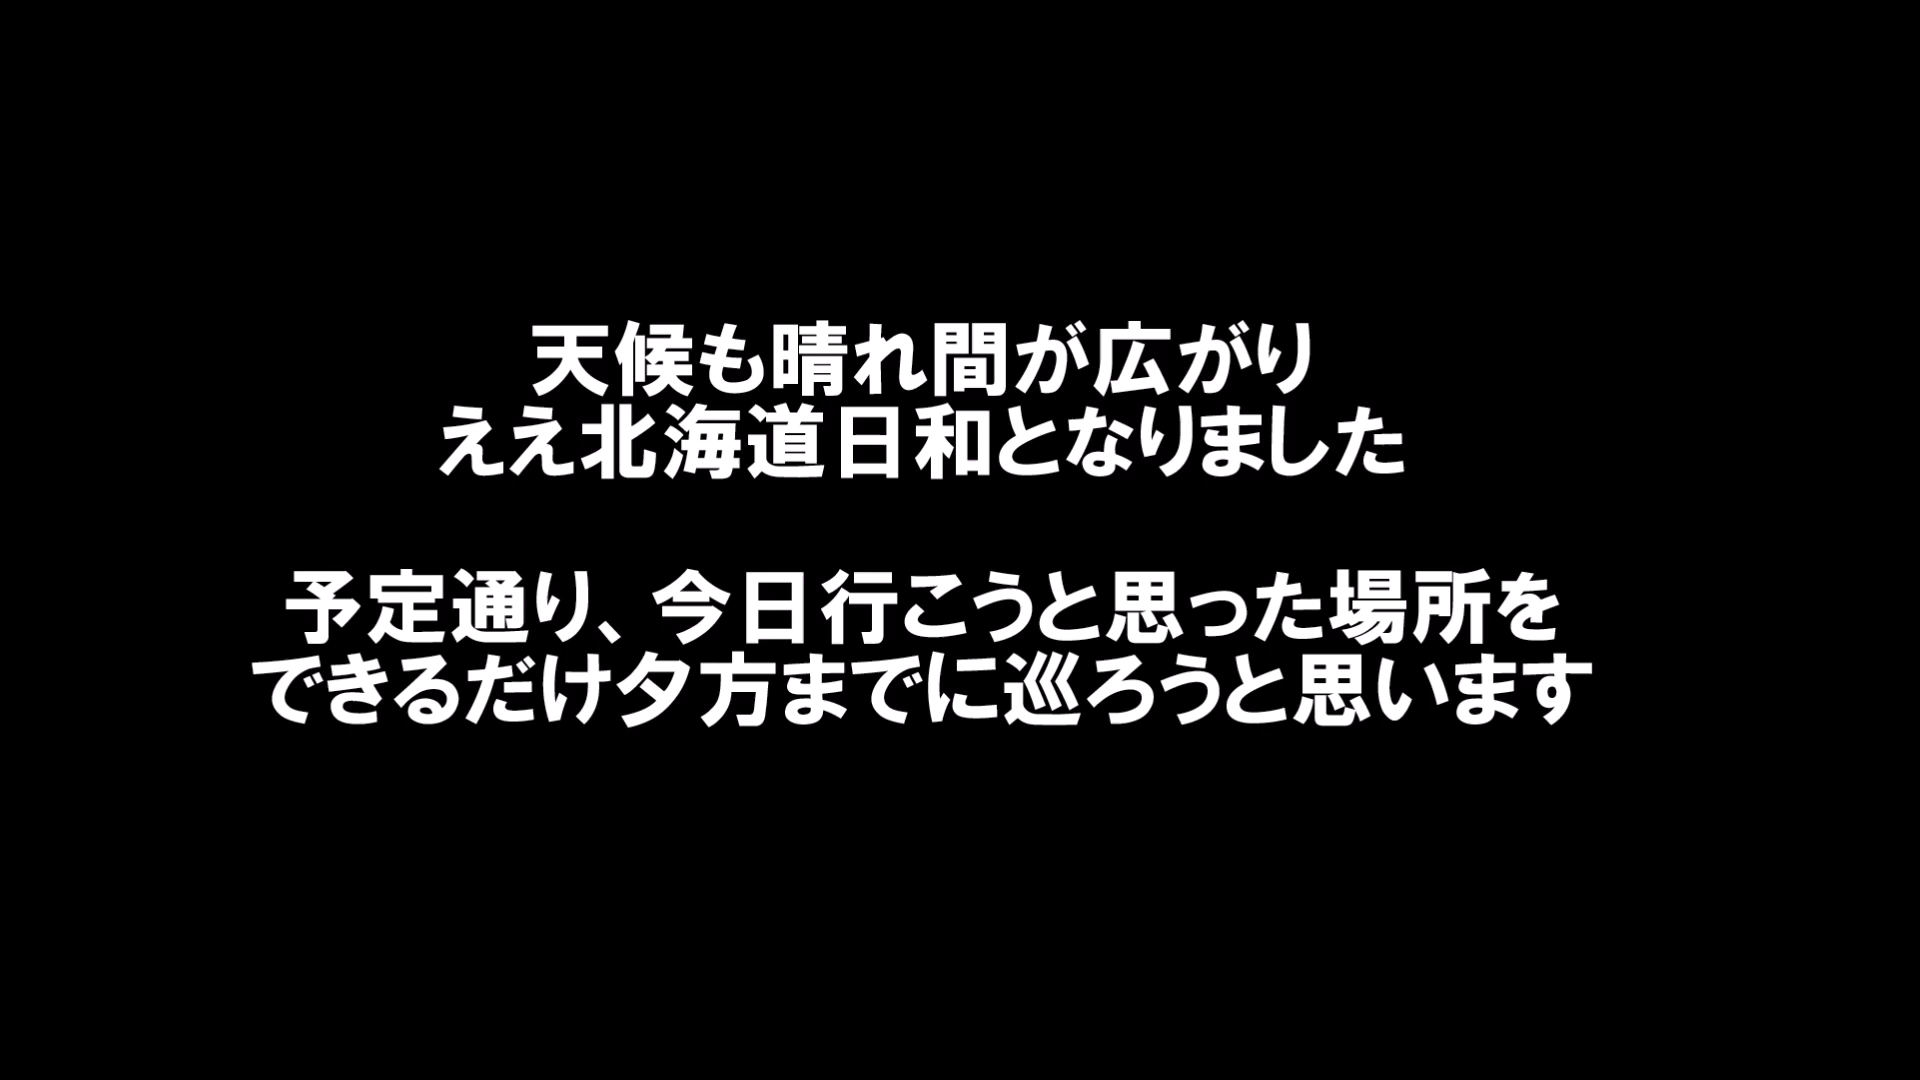 天候も晴れ間が広がり
ええ北海道日和となりました
予定通り、今日行こうと思った場所を
できるだけ夕方までに巡ろうと思います